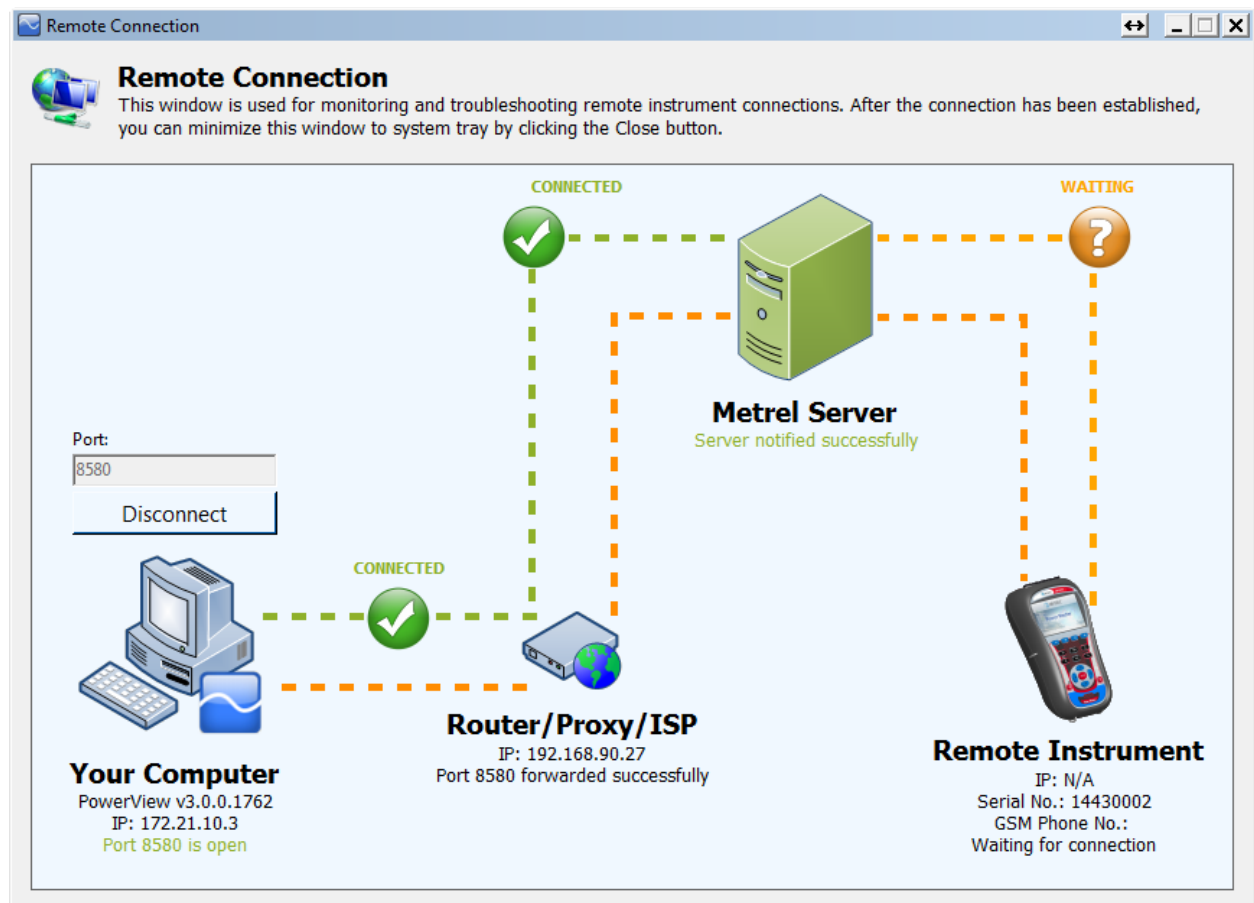 Remote Connection
Remote Connection
This window is used for monitoring and troubleshooting remote instrument connections. After the connection has been established,
you can minimize this window to system tray by clicking the Close button.
CONNECTED
WAITING
Metrel Server
Server notified successfully
Port:
8580
Disconnect
CONNECTED
Router/Proxy/ISP
IP: 192.168.90.27
Port 8580 forwarded successfully
Your Computer
PowerView v3.0.0.1762
IP: 172.21.10.3
Port 8580 is open
Remote Instrument
IP: N/A
Serial No.: 14430002
GSM Phone No.:
Waiting for connection